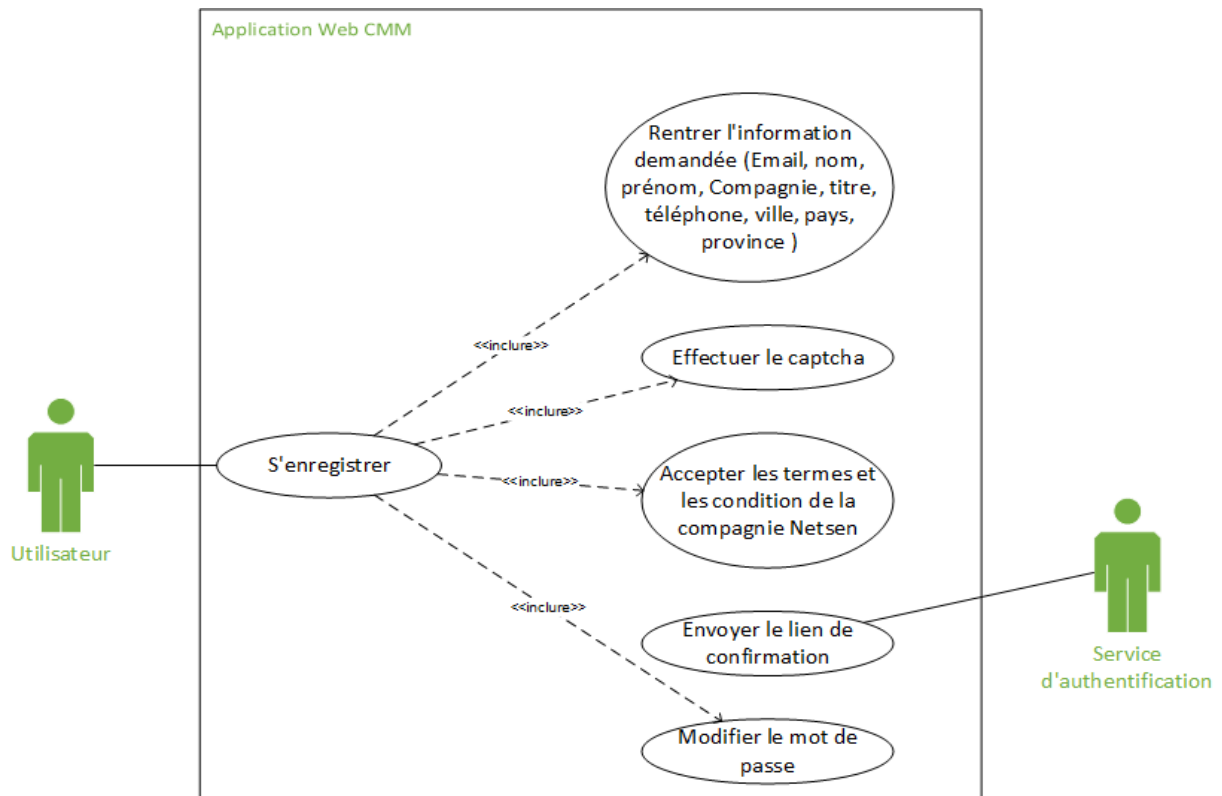 Application Web CMM
Rentrer l'information
demandée (Email, nom,
prénom, Compagnie, titre,
téléphone, ville, pays,
province )
<<inclure>>
Effectuer le captcha
<<inclure>>
S'enregistrer
Accepter les termes et
les condition de la
compagnie Netsen
<<inclure>>
Utilisateur
<<inclure>>
Envoyer le lien de
confirmation
Service
d'authentification
Modifier le mot de
passe